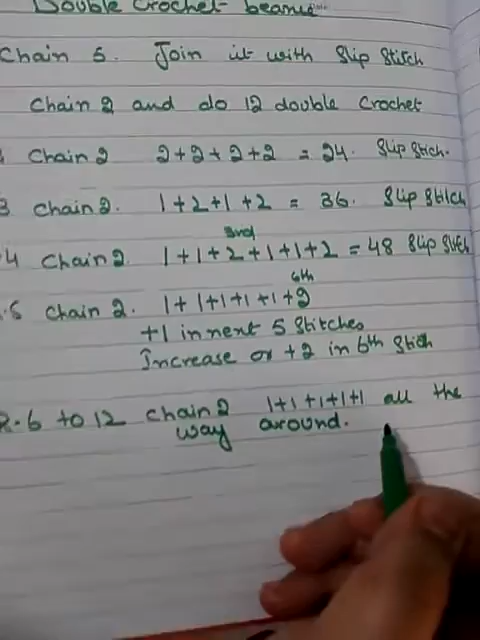 Double Crochet beanie
Chain 5. Join it with Slip Stitch
Chain 2 and do 12 double Crochet
Chain 2 2+2+2+2 = 24. Slip Stich.
3 Chain 2. 1+2+1+2 = 36. Slip Stitch
3rd
.4 Chain 2. 1+1+2+1+1+2 = 48 Slip Stich
6th
.5 Chain 2. 1+1+1+1+1+2
+1 in next 5 Stitches
Increase or +2 in 6th Stich
R.6 to 12 Chain 2 1+1+1+1+1 all the
way around.